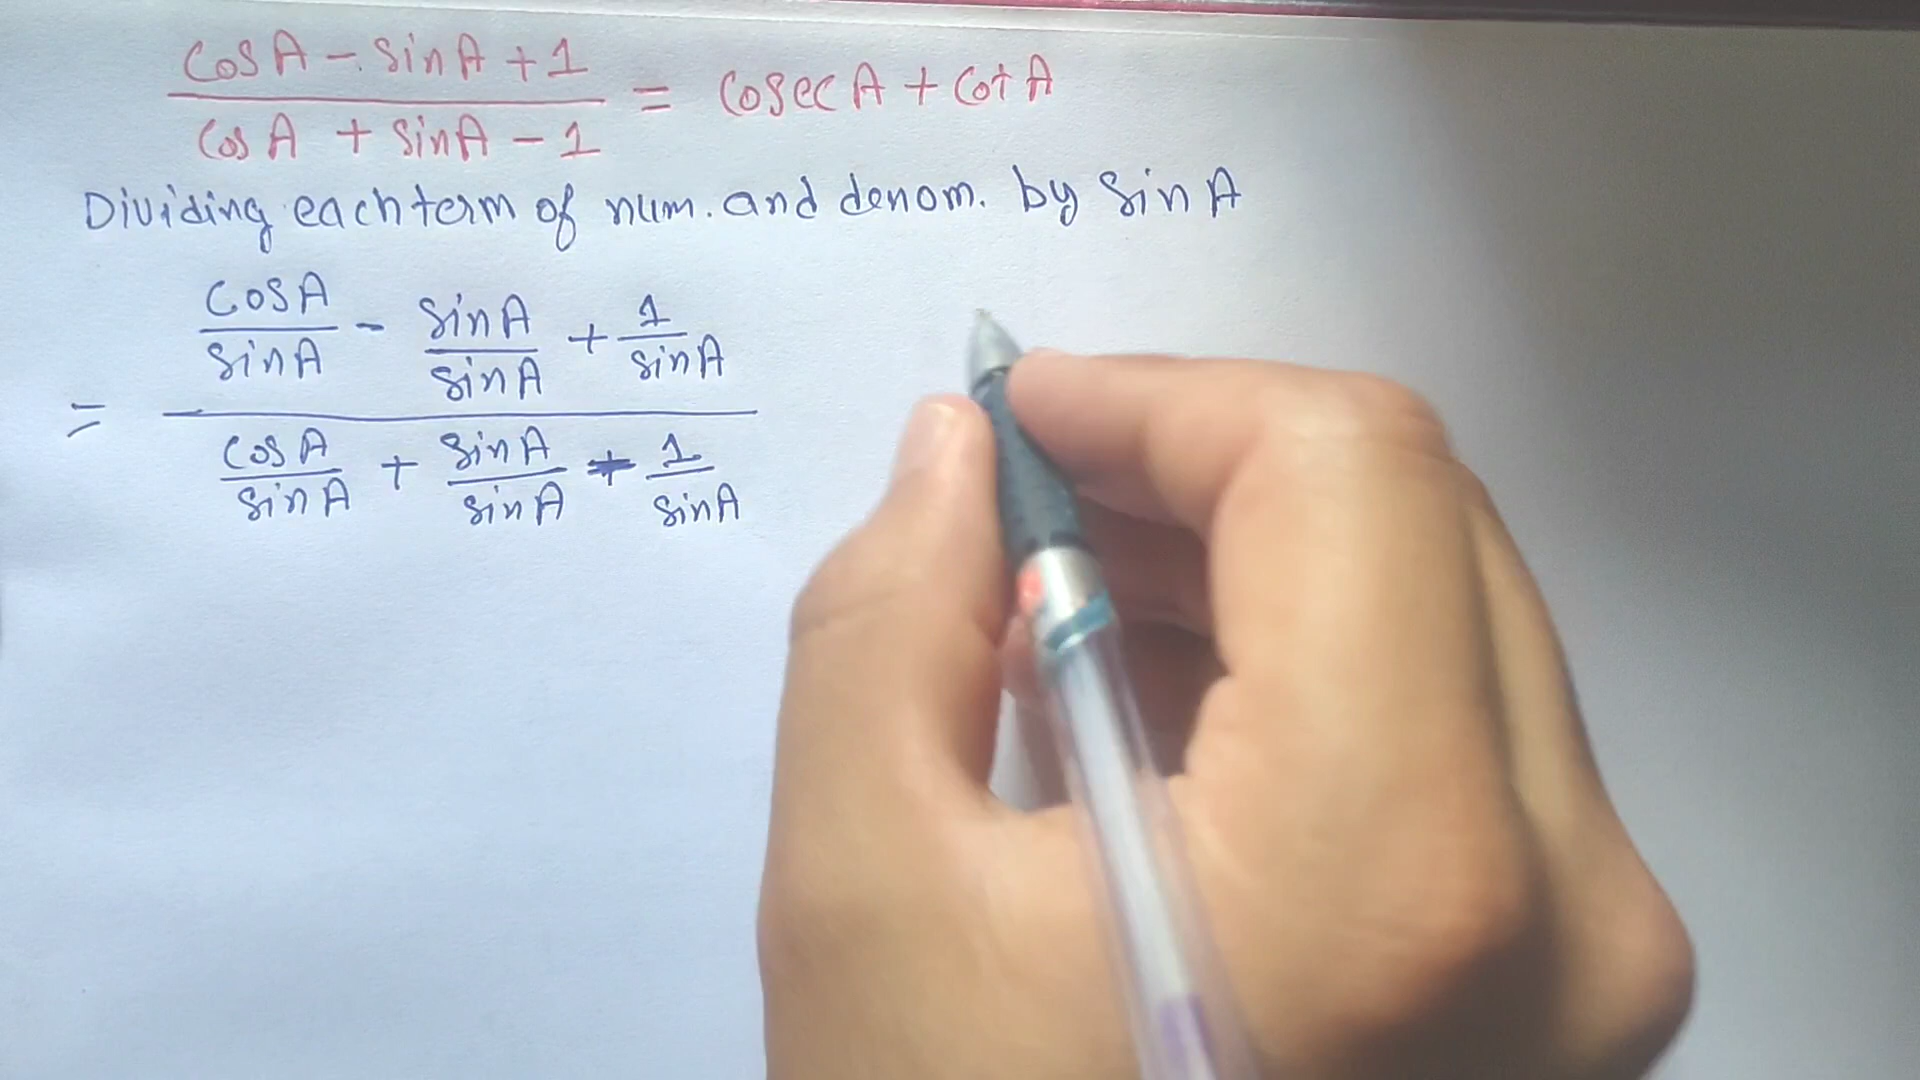 cosA - sinA + 1 / cosA + sinA - 1 = cosecA + cotA
Dividing each term of num. and denom. by sinA
= cosA/sinA - sinA/sinA + 1/sinA / cosA/sinA + sinA/sinA - 1/sinA